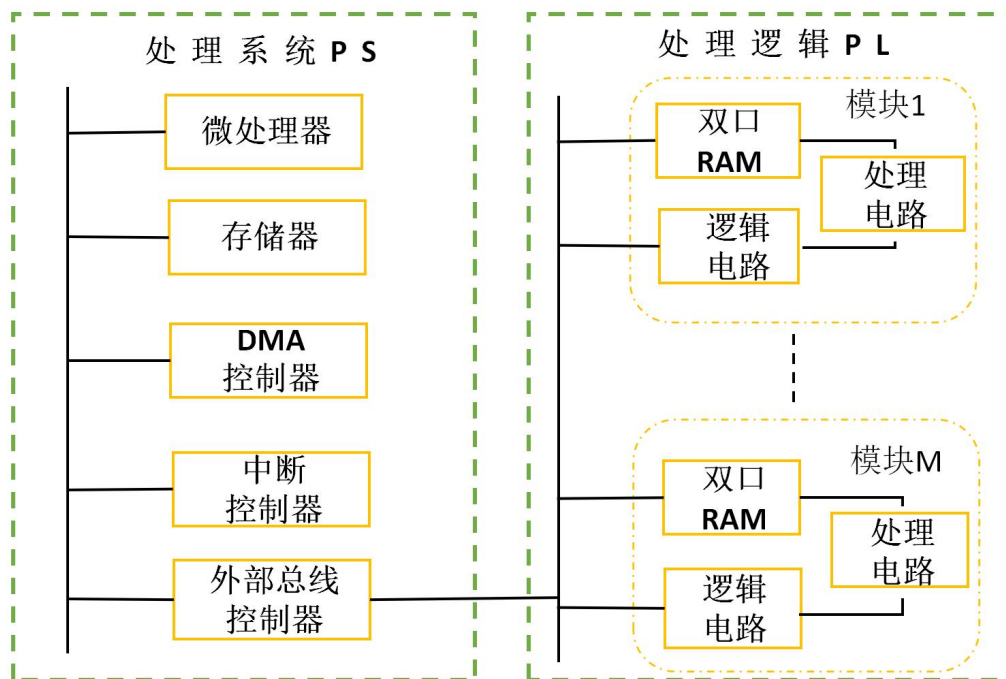 处理系统PS
微处理器
存储器
DMA
控制器
中断
控制器
外部总线
控制器
处理逻辑PL
模块1
双口
RAM
处理
电路
逻辑
电路
模块M
双口
RAM
处理
电路
逻辑
电路